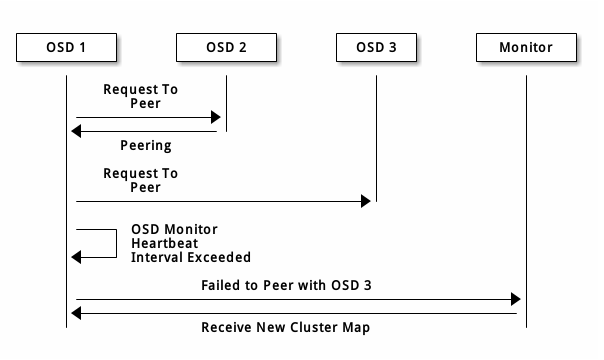 OSD 1
OSD 2
OSD 3
Monitor
Request To
Peer
Peering
Request To
Peer
OSD Monitor
Heartbeat
Interval Exceeded
Failed to Peer with OSD 3
Receive New Cluster Map